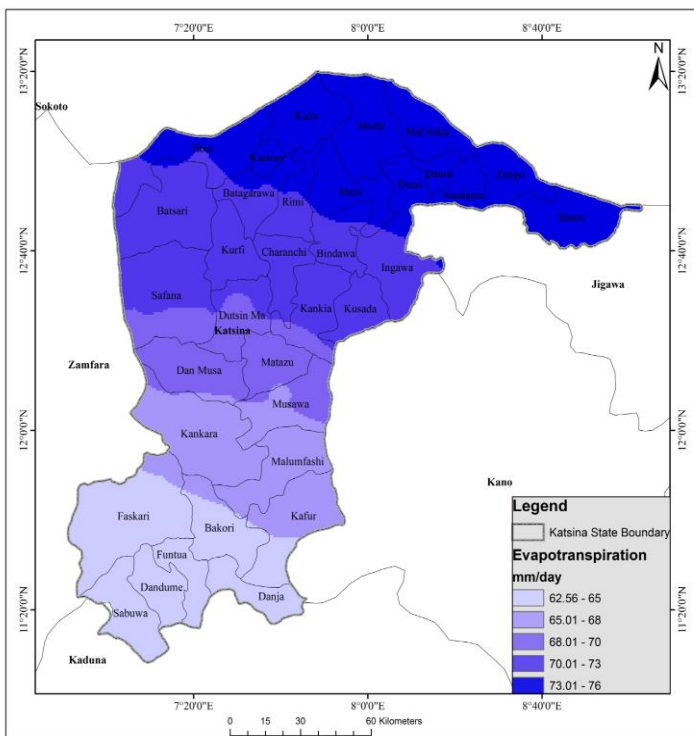 7°20'0"E
8°0'0"E
8°40'0"E
N
13°20'0"N
13°20'0"N
Sokoto
Kaita
Mashi
Mai'Adua
Jibia
Katsina
Daura
Zango
Dutsi
Sandamu
Mani
Batagarawa
Rimi
Baure
Batsari
12°40'0"N
12°40'0"N
Kurfi
Charanchi
Bindawa
Ingawa
Jigawa
Safana
Kankia
Kusada
Dutsin Ma
Katsina
Zamfara
Dan Musa
Matazu
Musawa
12°0'0"N
12°0'0"N
Kankara
Malumfashi
Kano
Faskari
Bakori
Kafur
Funtua
Dandume
Danja
Sabuwa
11°20'0"N
11°20'0"N
Kaduna
Legend
Katsina State Boundary
Evapotranspiration
mm/day
62.56 - 65
65.01 - 68
68.01 - 70
70.01 - 73
73.01 - 76
7°20'0"E
8°0'0"E
8°40'0"E
0 15 30 60 Kilometers